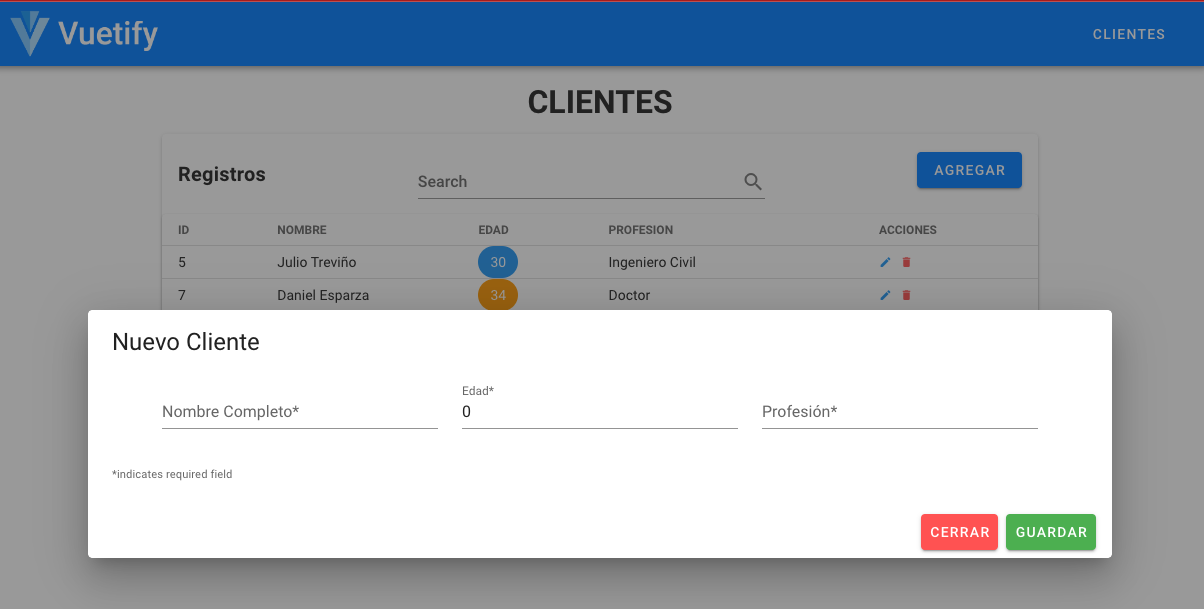 Vuetify CLIENTES
CLIENTES
Registros Search AGREGAR
ID NOMBRE EDAD PROFESION ACCIONES
5 Julio Treviño 30 Ingeniero Civil
7 Daniel Esparza 34 Doctor
Nuevo Cliente
Edad*
Nombre Completo* 0 Profesión*
*indicates required field
CERRAR GUARDAR